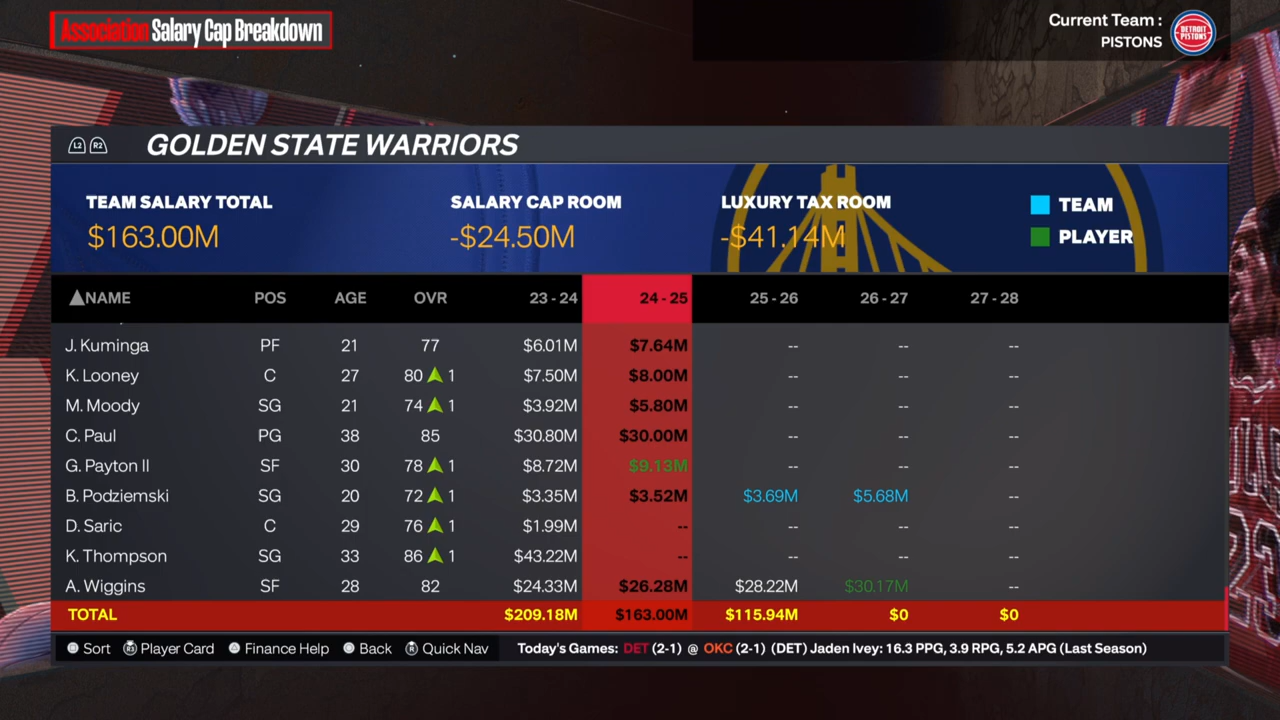 Association Salary Cap Breakdown
Current Team :
PISTONS
DETROIT PISTONS
L2 R2 GOLDEN STATE WARRIORS
TEAM SALARY TOTAL SALARY CAP ROOM LUXURY TAX ROOM TEAM
$163.00M -$24.50M -$41.14M PLAYER
NAME POS AGE OVR 23 - 24 24 - 25 25 - 26 26 - 27 27 - 28
J. Kuminga PF 21 77 $6.01M $7.64M -- -- --
K. Looney C 27 80 1 $7.50M $8.00M -- -- --
M. Moody SG 21 74 1 $3.92M $5.80M -- -- --
C. Paul PG 38 85 $30.80M $30.00M -- -- --
G. Payton II SF 30 78 1 $8.72M $9.13M -- -- --
B. Podziemski SG 20 72 1 $3.35M $3.52M $3.69M $5.68M --
D. Saric C 29 76 1 $1.99M -- -- -- --
K. Thompson SG 33 86 1 $43.22M -- -- -- --
A. Wiggins SF 28 82 $24.33M $26.28M $28.22M $30.17M --
TOTAL $209.18M $163.00M $115.94M $0 $0
Sort Player Card Finance Help Back Quick Nav Today's Games: DET (2-1) @ OKC (2-1) (DET) Jaden Ivey: 16.3 PPG, 3.9 RPG, 5.2 APG (Last Season)